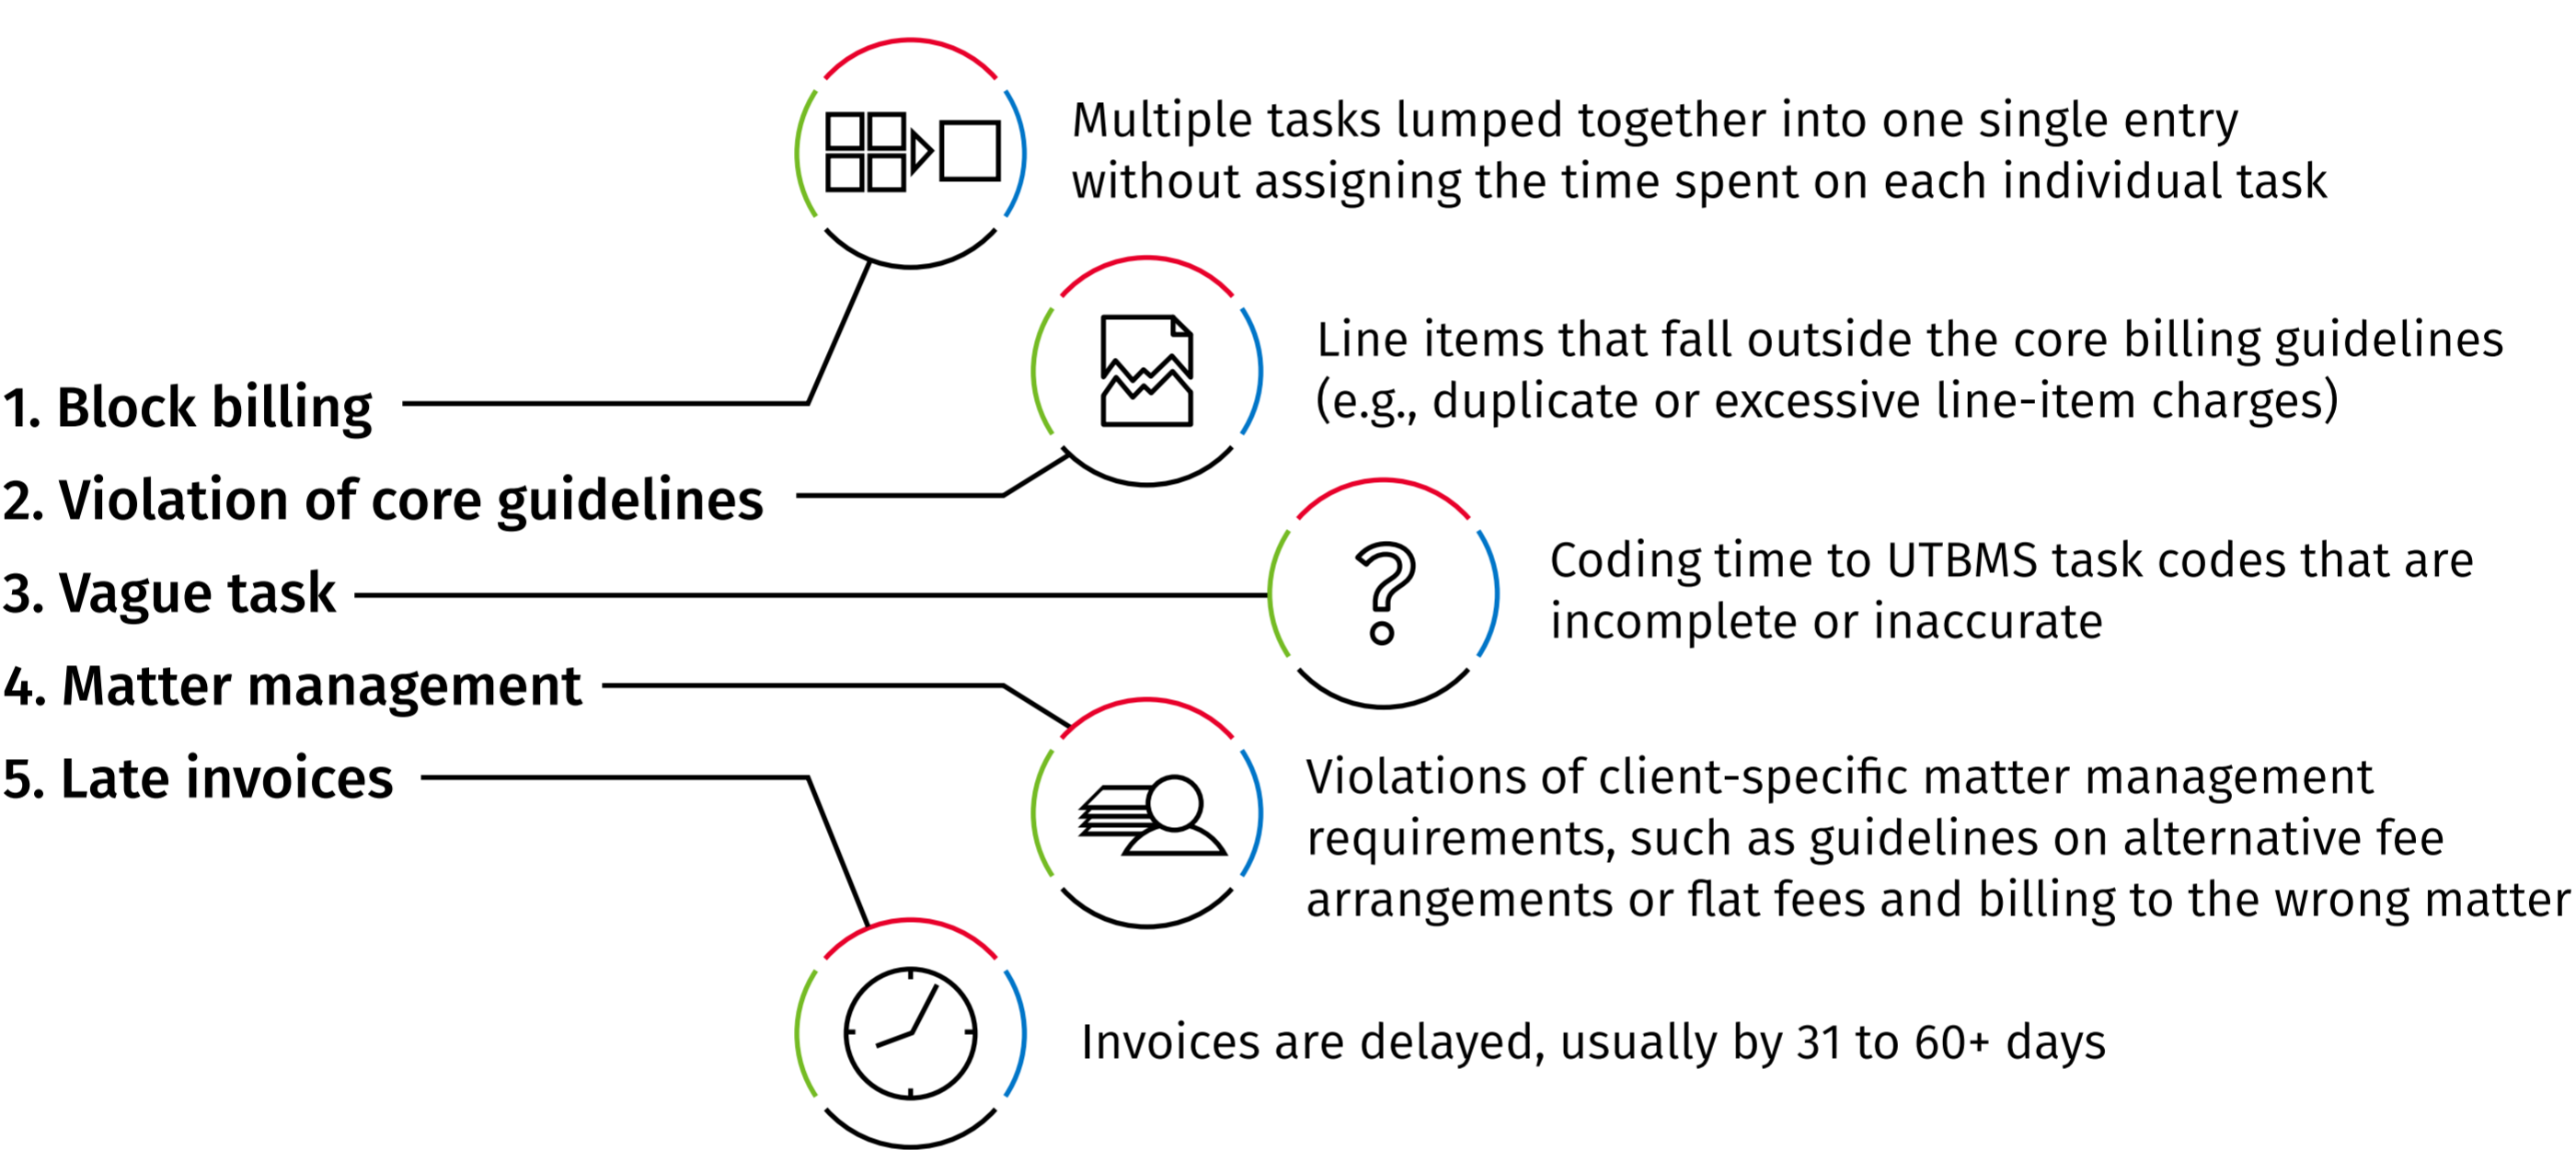 Multiple tasks lumped together into one single entry
without assigning the time spent on each individual task
Line items that fall outside the core billing guidelines
(e.g., duplicate or excessive line-item charges)
1. Block billing
2. Violation of core guidelines
3. Vague task
4. Matter management
5. Late invoices
Coding time to UTBMS task codes that are
incomplete or inaccurate
Violations of client-specific matter management
requirements, such as guidelines on alternative fee
arrangements or flat fees and billing to the wrong matter
Invoices are delayed, usually by 31 to 60+ days